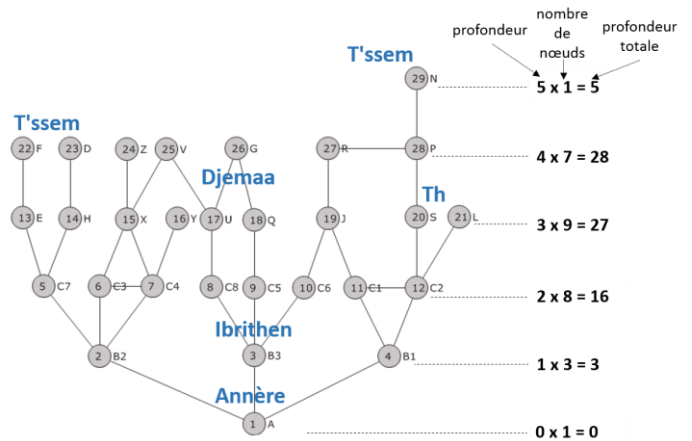 nombre
profondeur de profondeur
nœuds totale
T'ssem
29 N
5 x 1 = 5
T'ssem
22 F 23 D 24 Z 25 V 26 G 27 R 28 P
4 x 7 = 28
Djemaa
Th
13 E 14 H 15 X 16 Y 17 U 18 Q 19 J 20 S 21 L
3 x 9 = 27
5 C7 6 C3 7 C4 8 C8 9 C5 10 C6 11 C1 12 C2
2 x 8 = 16
Ibrithen
2 B2 3 B3 4 B1
1 x 3 = 3
Annère
1 A
0 x 1 = 0